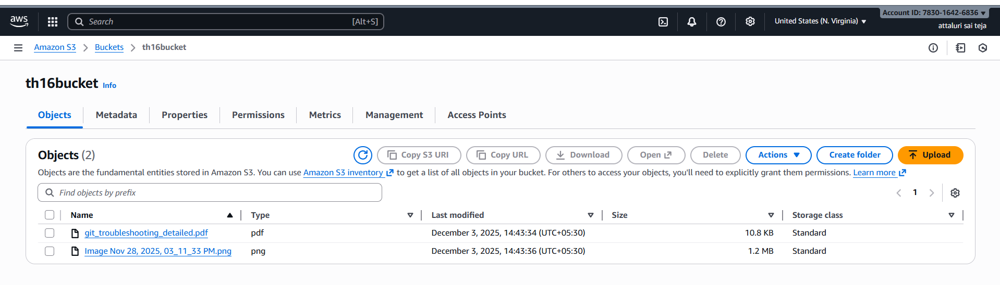 aws
Search [Alt+S]
United States (N. Virginia)
Account ID: 7830-1642-6836
attaluri sai teja
Amazon S3 > Buckets > th16bucket
th16bucket Info
Objects Metadata Properties Permissions Metrics Management Access Points
Objects (2) Copy S3 URI Copy URL Download Open Delete Actions Create folder Upload
Objects are the fundamental entities stored in Amazon S3. You can use Amazon S3 inventory to get a list of all objects in your bucket. For others to access your objects, you'll need to explicitly grant them permissions. Learn more
Find objects by prefix
1
Name Type Last modified Size Storage class
git_troubleshooting_detailed.pdf pdf December 3, 2025, 14:43:34 (UTC+05:30) 10.8 KB Standard
Image Nov 28, 2025, 03_11_33 PM.png png December 3, 2025, 14:43:36 (UTC+05:30) 1.2 MB Standard